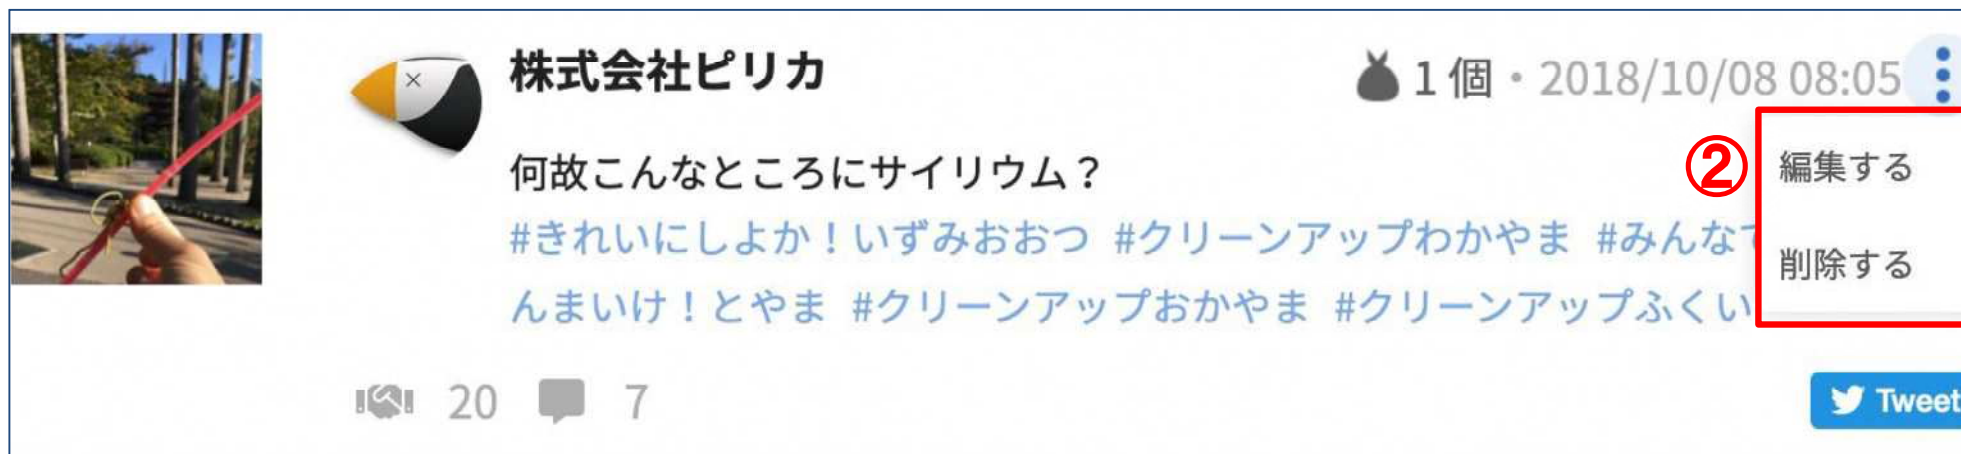 株式会社ピリカ
1個・2018/10/08 08:05
何故こんなところにサイリウム？
#きれいにしよか！いずみおおつ #クリーンアップわかやま #みんなで
んまいけ！とやま #クリーンアップおかやま #クリーンアップふくい
②
編集する
削除する
20 7
Tweet